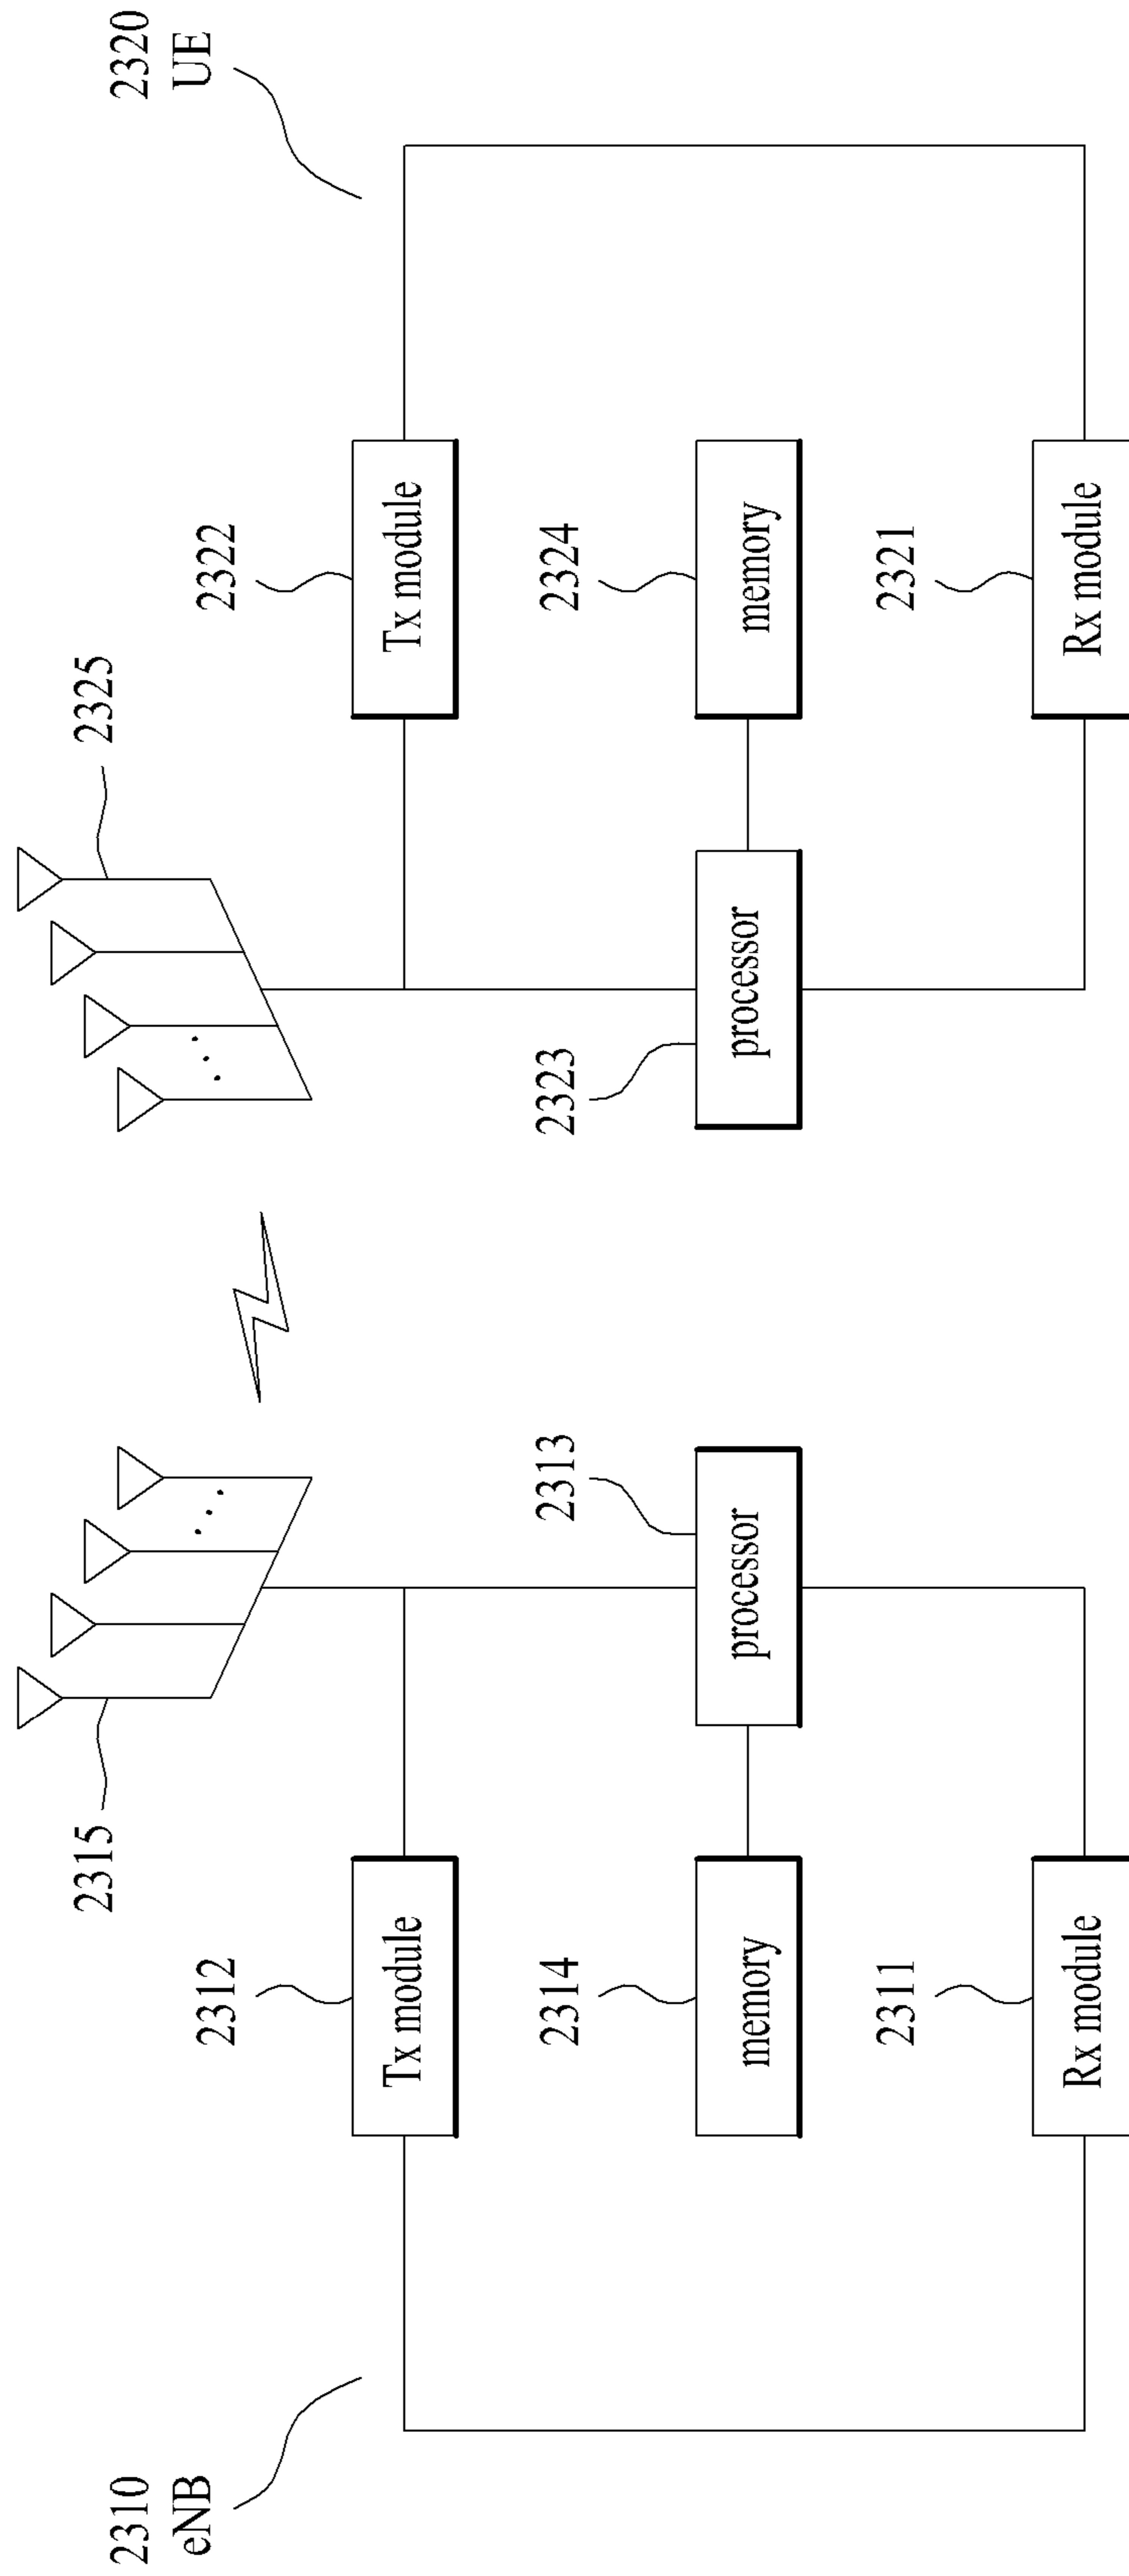 2310
eNB
2320
UE
2315
2325
2312
Tx module
2322
Tx module
2313
processor
2323
processor
2314
memory
2324
memory
2311
Rx module
2321
Rx module